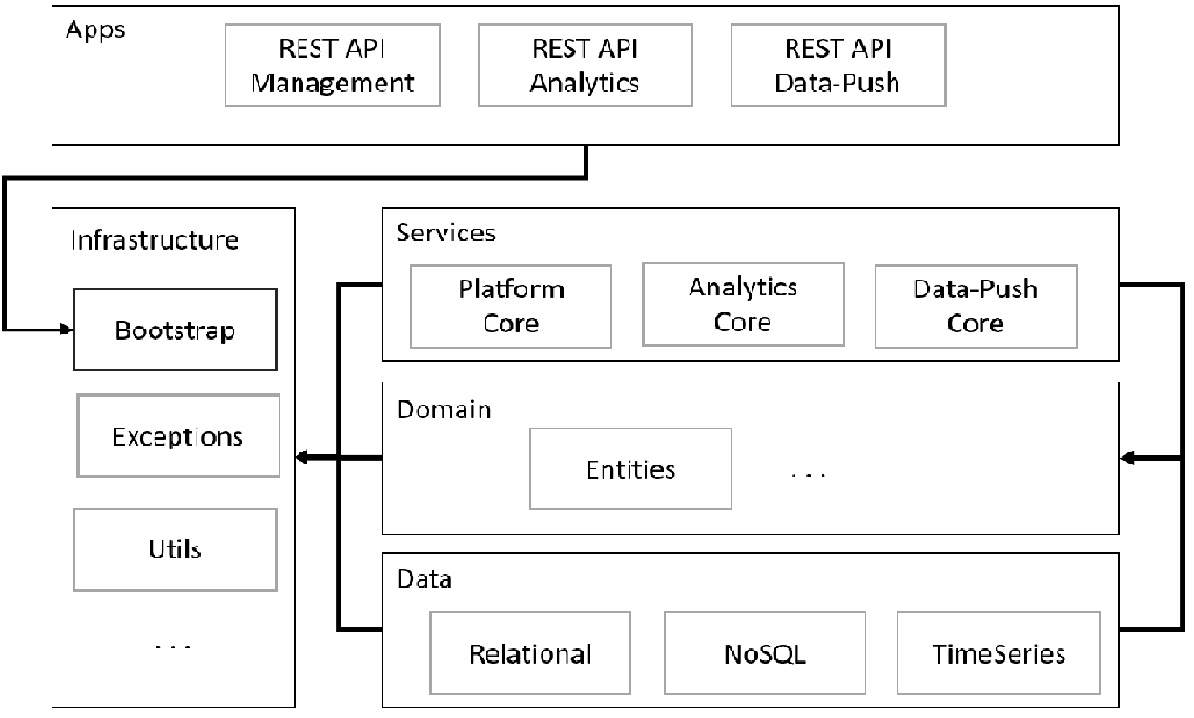 Apps
REST API
Management
REST API
Analytics
REST API
Data-Push
Infrastructure
Bootstrap
Exceptions
Utils
. . .
Services
Platform
Core
Analytics
Core
Data-Push
Core
Domain
Entities
. . .
Data
Relational
NoSQL
TimeSeries